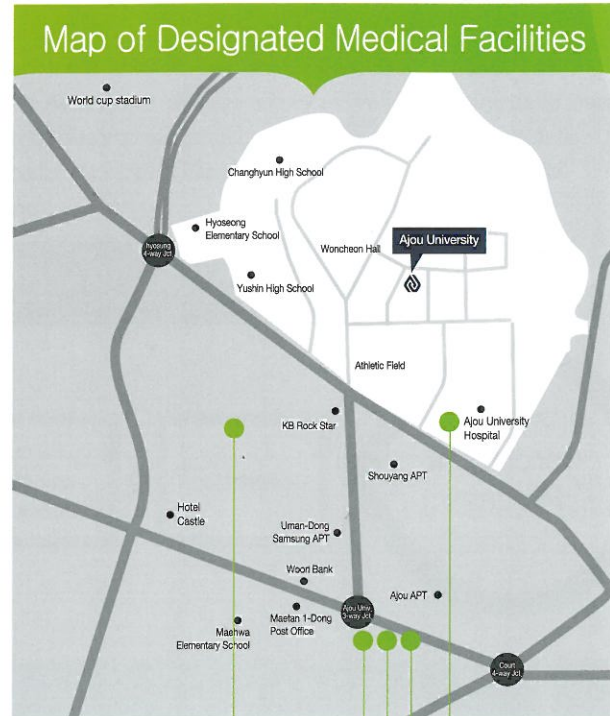 Map of Designated Medical Facilities
World cup stadium
Changhyun High School
Hyoseong
Elementary School
hyosung
4-way Jct.
Woncheon Hall
Ajou University
Yushin High School
Athletic Field
KB Rock Star
Ajou University
Hospital
Shouyang APT
Hotel
Castle
Uman-Dong
Samsung APT
Woori Bank
Ajou Univ.
3-way Jct.
Ajou APT
Maetan 1-Dong
Post Office
Maehwa
Elementary School
Court
4-way Jct.